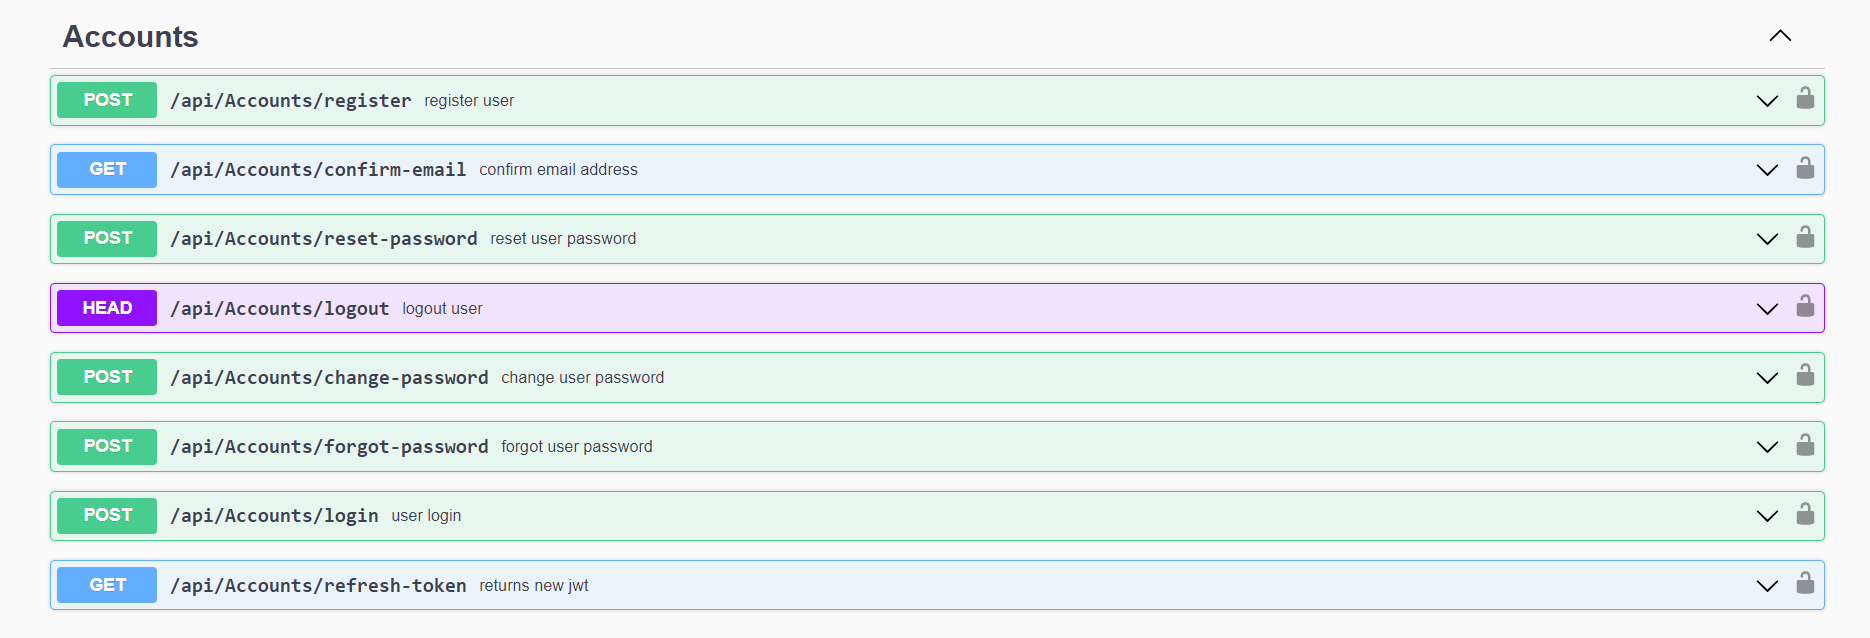 Accounts
POST /api/Accounts/register register user
GET /api/Accounts/confirm-email confirm email address
POST /api/Accounts/reset-password reset user password
HEAD /api/Accounts/logout logout user
POST /api/Accounts/change-password change user password
POST /api/Accounts/forgot-password forgot user password
POST /api/Accounts/login user login
GET /api/Accounts/refresh-token returns new jwt